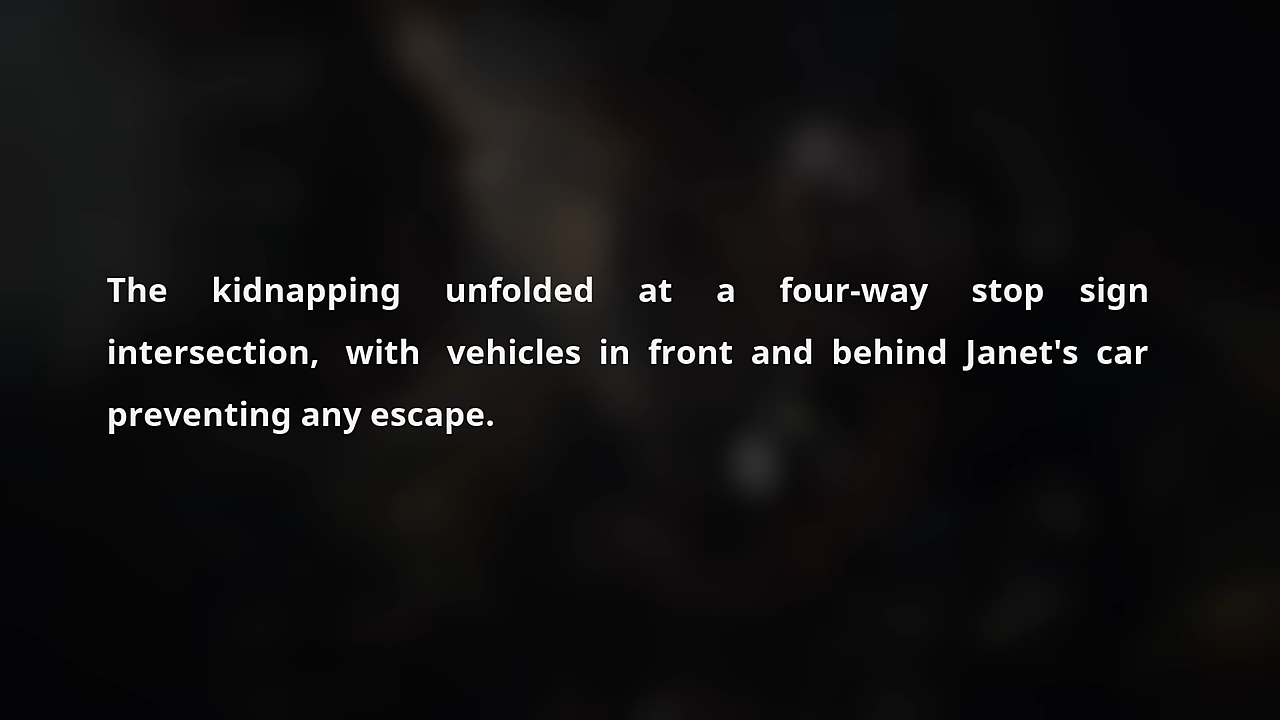 The kidnapping unfolded at a four-way stop sign
intersection, with vehicles in front and behind Janet's car
preventing any escape.